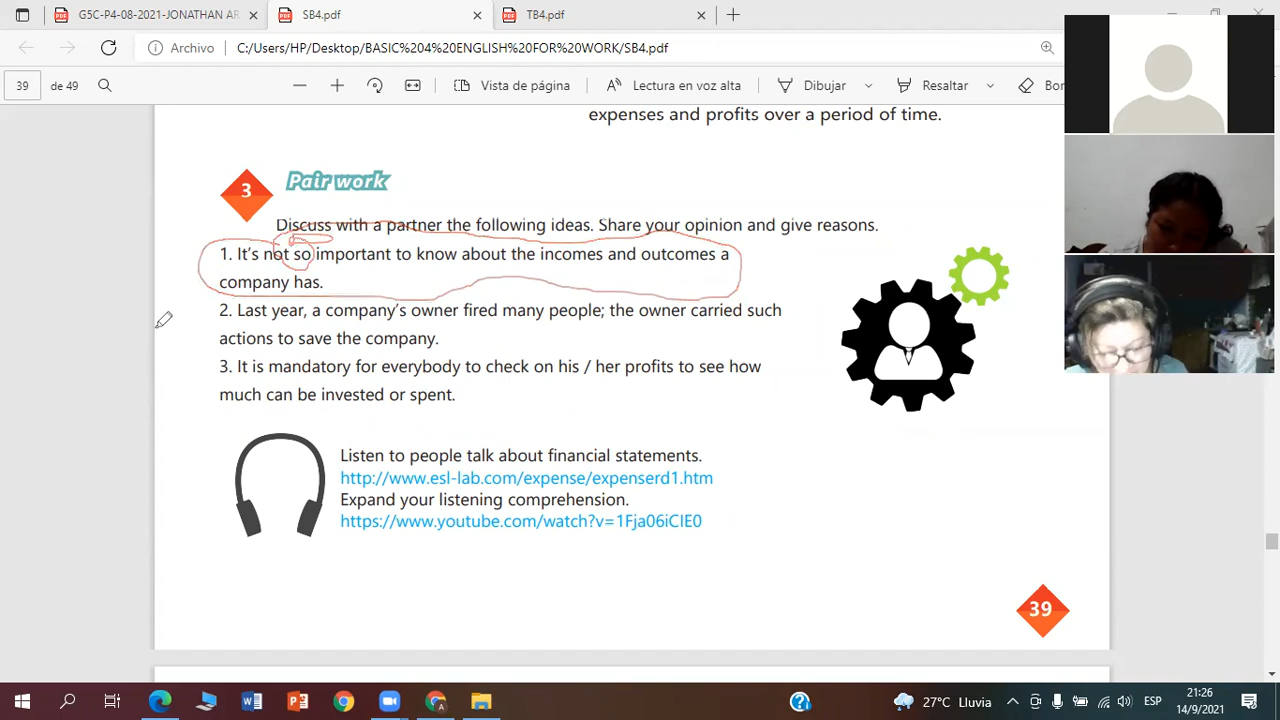 G5C-P4-08-2021-JONATHAN AR
SB4.pdf
TB4.pdf
Archivo
C:/Users/HP/Desktop/BASIC%204%20ENGLISH%20FOR%20WORK/SB4.pdf
39
de 49
Vista de página
Lectura en voz alta
Dibujar
Resaltar
Bor
expenses and profits over a period of time.
3
Pair work
Discuss with a partner the following ideas. Share your opinion and give reasons.
1. It's not so important to know about the incomes and outcomes a
company has.
2. Last year, a company's owner fired many people; the owner carried such
actions to save the company.
3. It is mandatory for everybody to check on his / her profits to see how
much can be invested or spent.
Listen to people talk about financial statements.
http://www.esl-lab.com/expense/expenserd1.htm
Expand your listening comprehension.
https://www.youtube.com/watch?v=1Fja06iCIE0
39
27°C Lluvia
ESP
21:26
14/9/2021